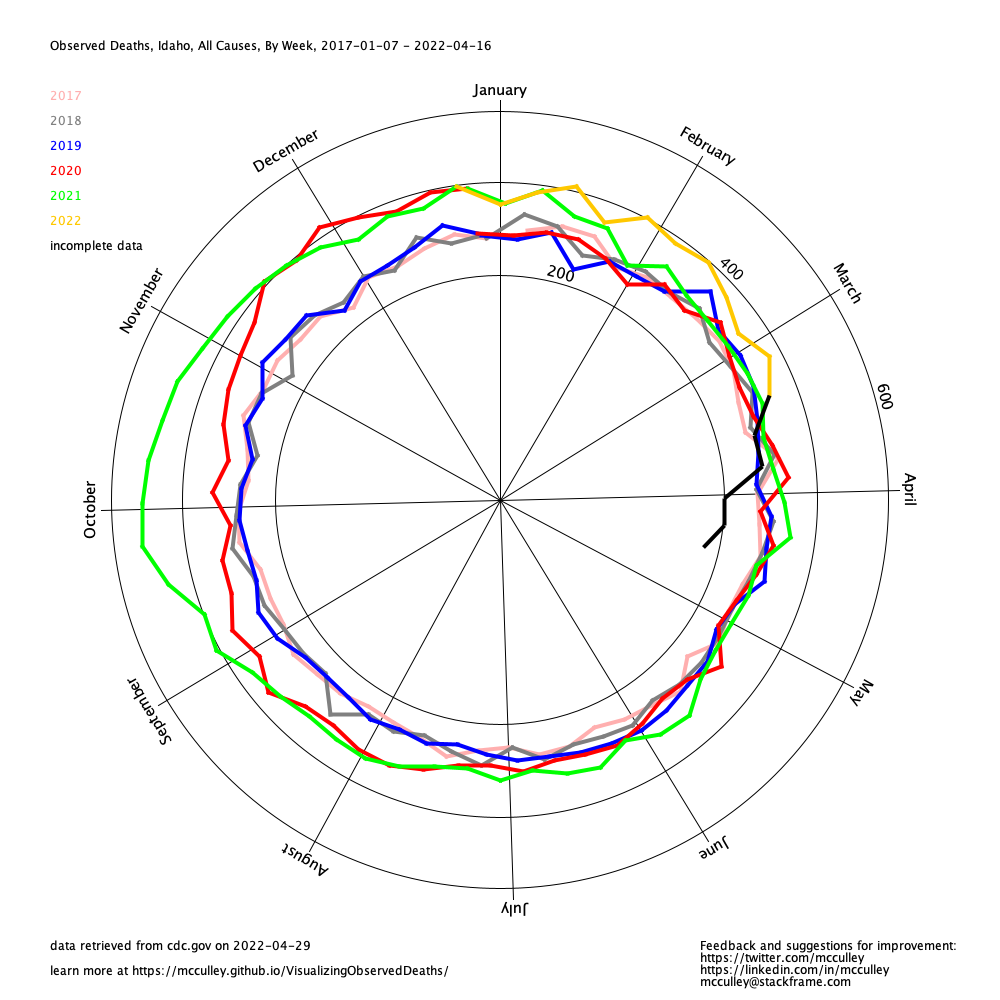 Observed Deaths, Idaho, All Causes, By Week, 2017-01-07 - 2022-04-16
January
2017
2018
2019
2020
2021
2022
incomplete data
December
February
November
March
200
400
600
October
April
September
May
August
June
July
data retrieved from cdc.gov on 2022-04-29
learn more at https://mcculley.github.io/VisualizingObservedDeaths/
Feedback and suggestions for improvement:
https://twitter.com/mcculley
https://linkedin.com/in/mcculley
mcculley@stackframe.com